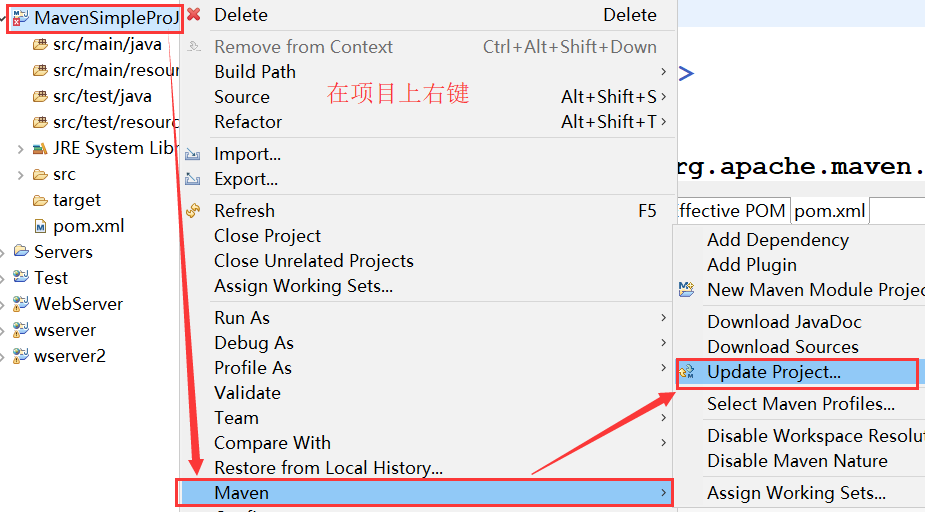 MavenSimpleProJ
src/main/java
src/main/resour
src/test/java
src/test/resourc
JRE System Libr
src
target
pom.xml
Servers
Test
WebServer
wserver
wserver2
Delete Delete
Remove from Context Ctrl+Alt+Shift+Down
Build Path
在项目上右键
Source Alt+Shift+S
Refactor Alt+Shift+T
Import...
Export...
Refresh F5
Close Project
Close Unrelated Projects
Assign Working Sets...
Run As
Debug As
Profile As
Validate
Team
Compare With
Restore from Local History...
Maven
>
rg.apache.maven.
ffective POM pom.xml
Add Dependency
Add Plugin
New Maven Module Projec
Download JavaDoc
Download Sources
Update Project...
Select Maven Profiles...
Disable Workspace Resolut
Disable Maven Nature
Assign Working Sets...